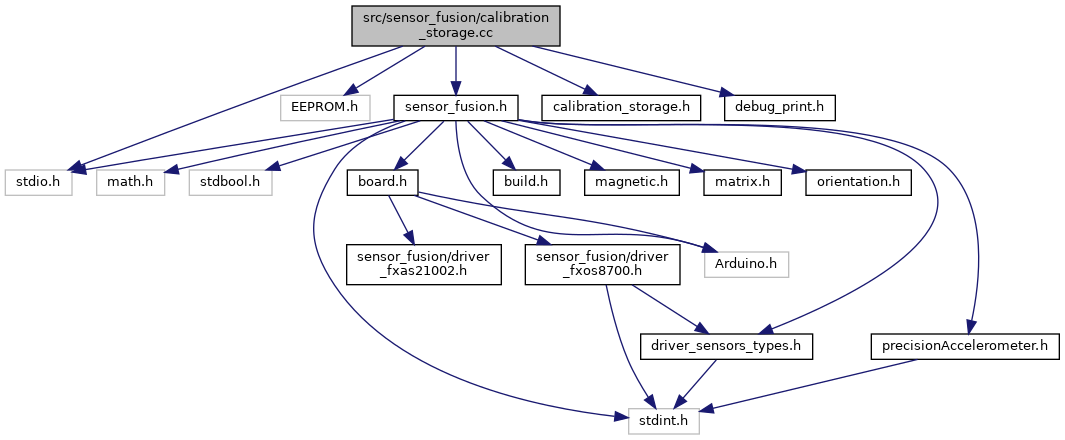 src/sensor_fusion/calibration
_storage.cc
EEPROM.h
sensor_fusion.h
calibration_storage.h
debug_print.h
stdio.h
math.h
stdbool.h
board.h
build.h
magnetic.h
matrix.h
orientation.h
sensor_fusion/driver
_fxas21002.h
sensor_fusion/driver
_fxos8700.h
Arduino.h
driver_sensors_types.h
precisionAccelerometer.h
stdint.h